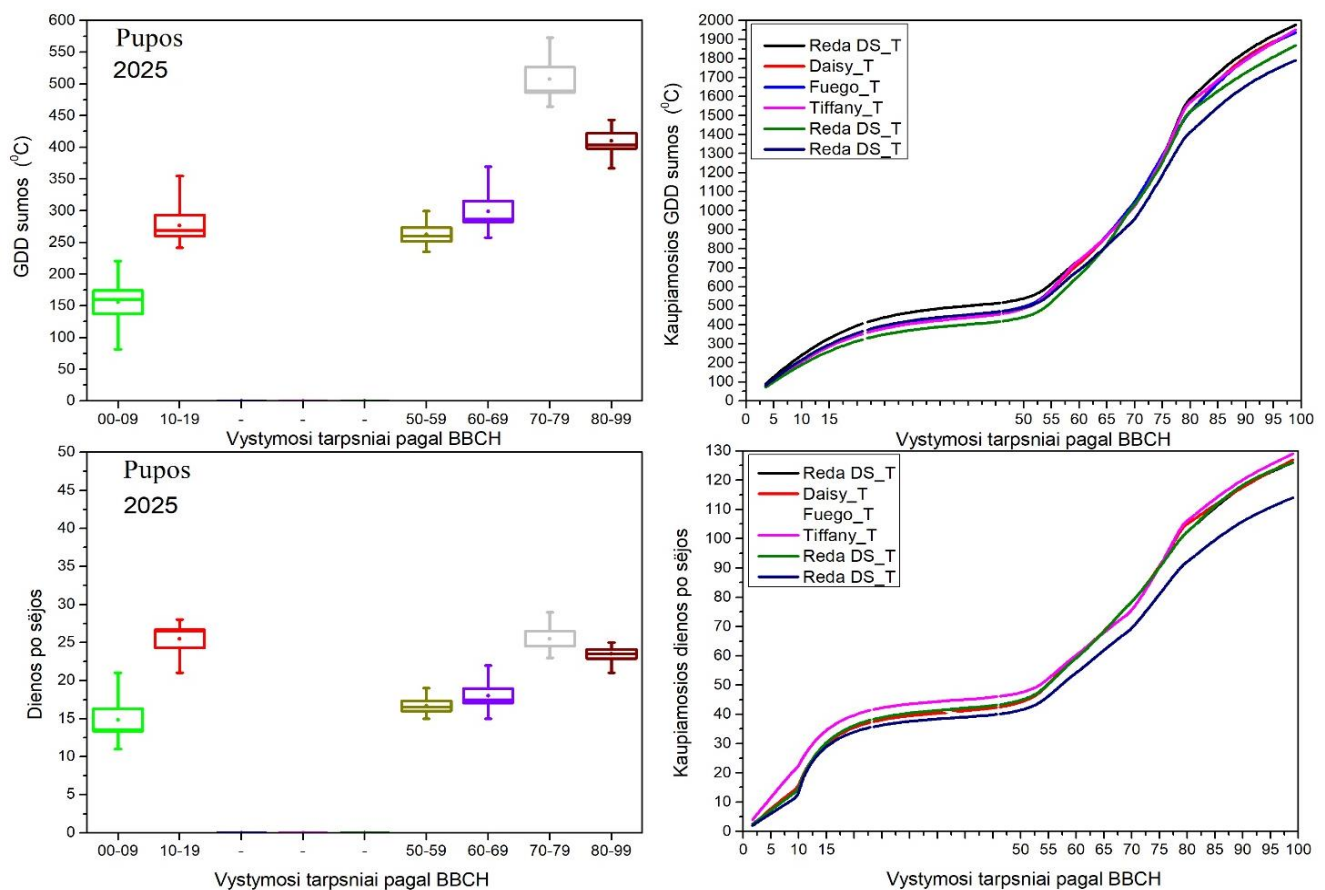 Pupos
2025
GDD sumos (⁰C)
600
550
500
450
400
350
300
250
200
150
100
50
0
00-09 10-19 - - - 50-59 60-69 70-79 80-99
Vystymosi tarpsniai pagal BBCH
Kaupiamosios GDD sumos (⁰C)
2000
1900
1800
1700
1600
1500
1400
1300
1200
1100
1000
900
800
700
600
500
400
300
200
100
0
Reda DS_T
Daisy_T
Fuego_T
Tiffany_T
Reda DS_T
Reda DS_T
5 10 15 50 55 60 65 70 75 80 85 90 95 100
Vystymosi tarpsniai pagal BBCH
Pupos
2025
Dienos po sëjos
50
45
40
35
30
25
20
15
10
5
0
00-09 10-19 - - - 50-59 60-69 70-79 80-99
Vystymosi tarpsniai pagal BBCH
Kaupiamosios dienos po sëjos
130
120
110
100
90
80
70
60
50
40
30
20
10
0
Reda DS_T
Daisy_T
Fuego_T
Tiffany_T
Reda DS_T
Reda DS_T
0 5 10 15 50 55 60 65 70 75 80 85 90 95 100
Vystymosi tarpsniai pagal BBCH